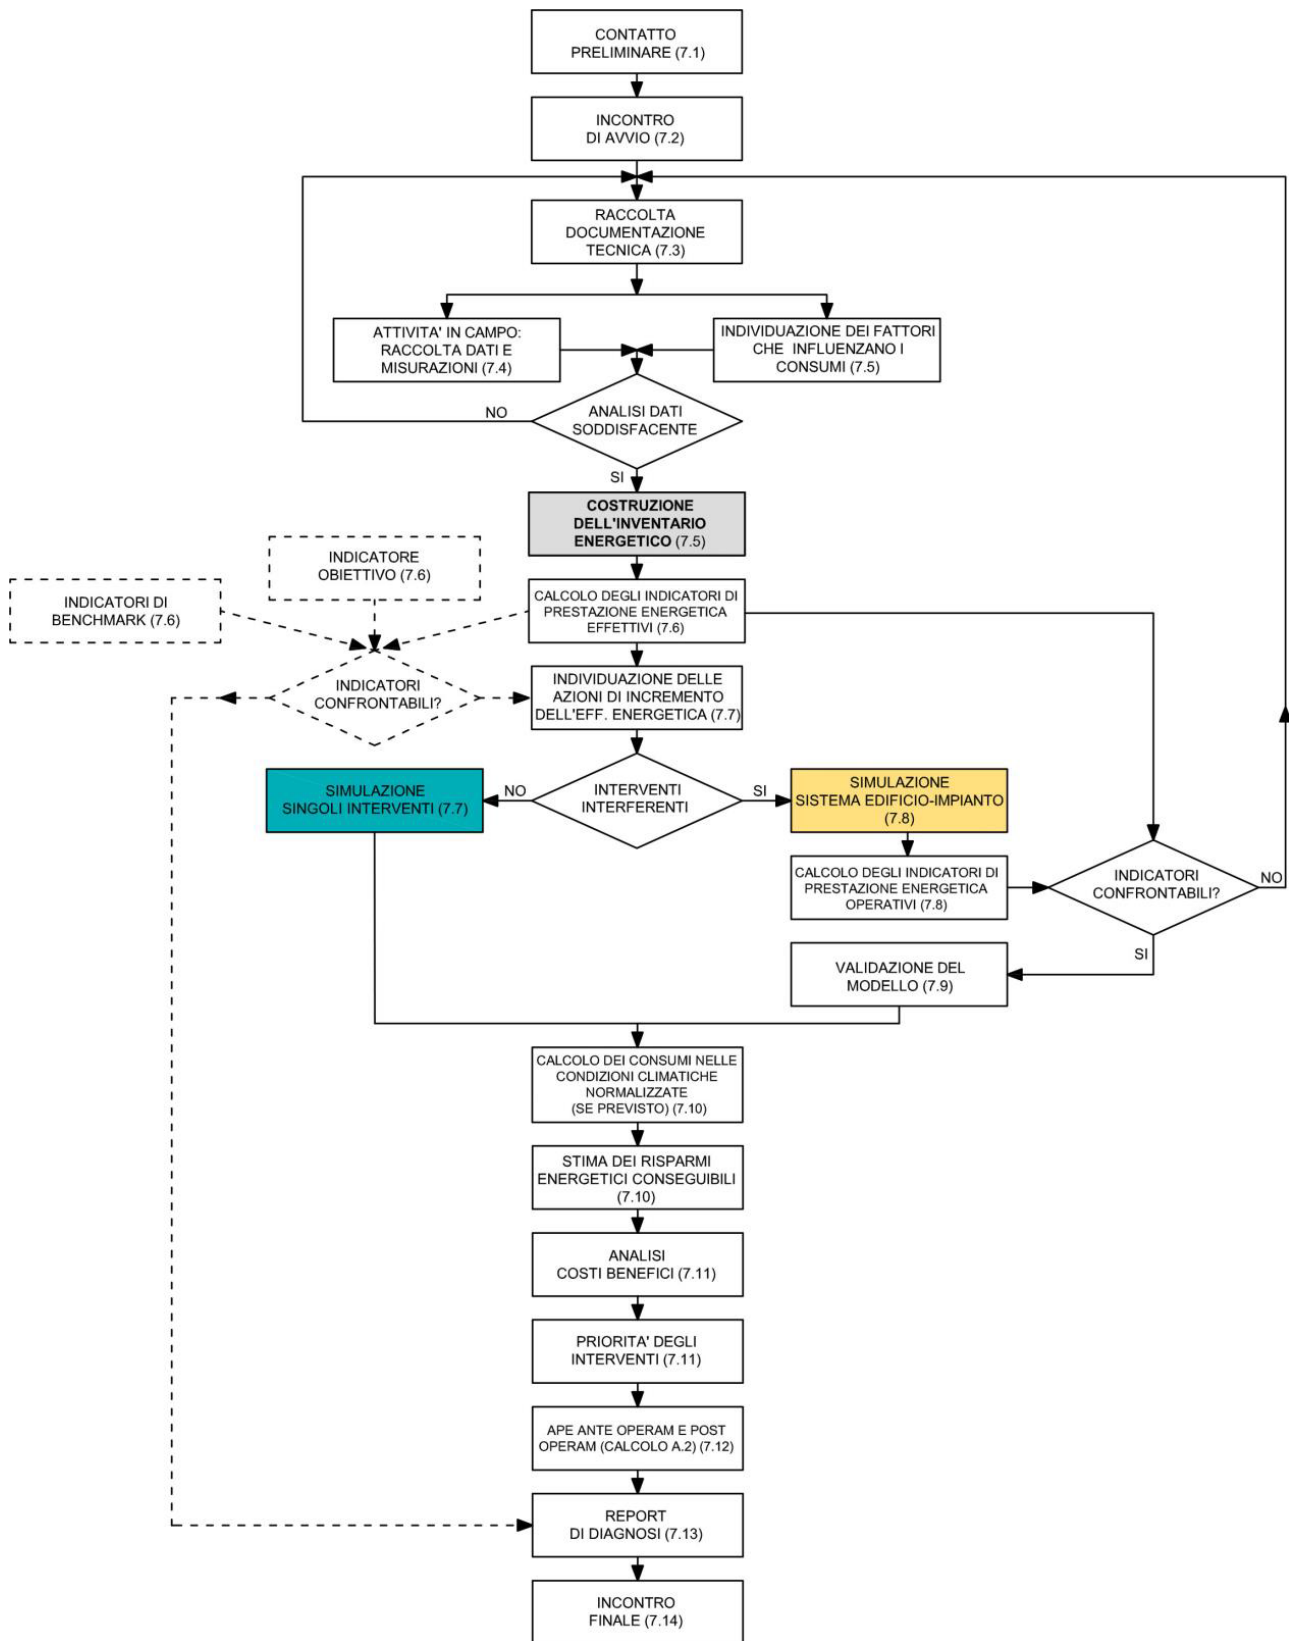 CONTATTO
PRELIMINARE (7.1)
INCONTRO
DI AVVIO (7.2)
RACCOLTA
DOCUMENTAZIONE
TECNICA (7.3)
ATTIVITA' IN CAMPO:
RACCOLTA DATI E
MISURAZIONI (7.4)
INDIVIDUAZIONE DEI FATTORI
CHE INFLUENZANO I
CONSUMI (7.5)
NO
ANALISI DATI
SODDISFACENTE
SI
COSTRUZIONE
DELL'INVENTARIO
ENERGETICO (7.5)
INDICATORE
OBIETTIVO (7.6)
INDICATORI DI
BENCHMARK (7.6)
CALCOLO DEGLI INDICATORI DI
PRESTAZIONE ENERGETICA
EFFETTIVI (7.6)
INDICATORI
CONFRONTABILI?
INDIVIDUAZIONE DELLE
AZIONI DI INCREMENTO
DELL'EFF. ENERGETICA (7.7)
SIMULAZIONE
SINGOLI INTERVENTI (7.7)
NO
INTERVENTI
INTERFERENTI
SI
SIMULAZIONE
SISTEMA EDIFICIO-IMPIANTO
(7.8)
CALCOLO DEGLI INDICATORI DI
PRESTAZIONE ENERGETICA
OPERATIVI (7.8)
INDICATORI
CONFRONTABILI?
NO
SI
VALIDAZIONE DEL
MODELLO (7.9)
CALCOLO DEI CONSUMI NELLE
CONDIZIONI CLIMATICHE
NORMALIZZATE
(SE PREVISTO) (7.10)
STIMA DEI RISPARMI
ENERGETICI CONSEGUIBILI
(7.10)
ANALISI
COSTI BENEFICI (7.11)
PRIORITA' DEGLI
INTERVENTI (7.11)
APE ANTE OPERAM E POST
OPERAM (CALCOLO A.2) (7.12)
REPORT
DI DIAGNOSI (7.13)
INCONTRO
FINALE (7.14)